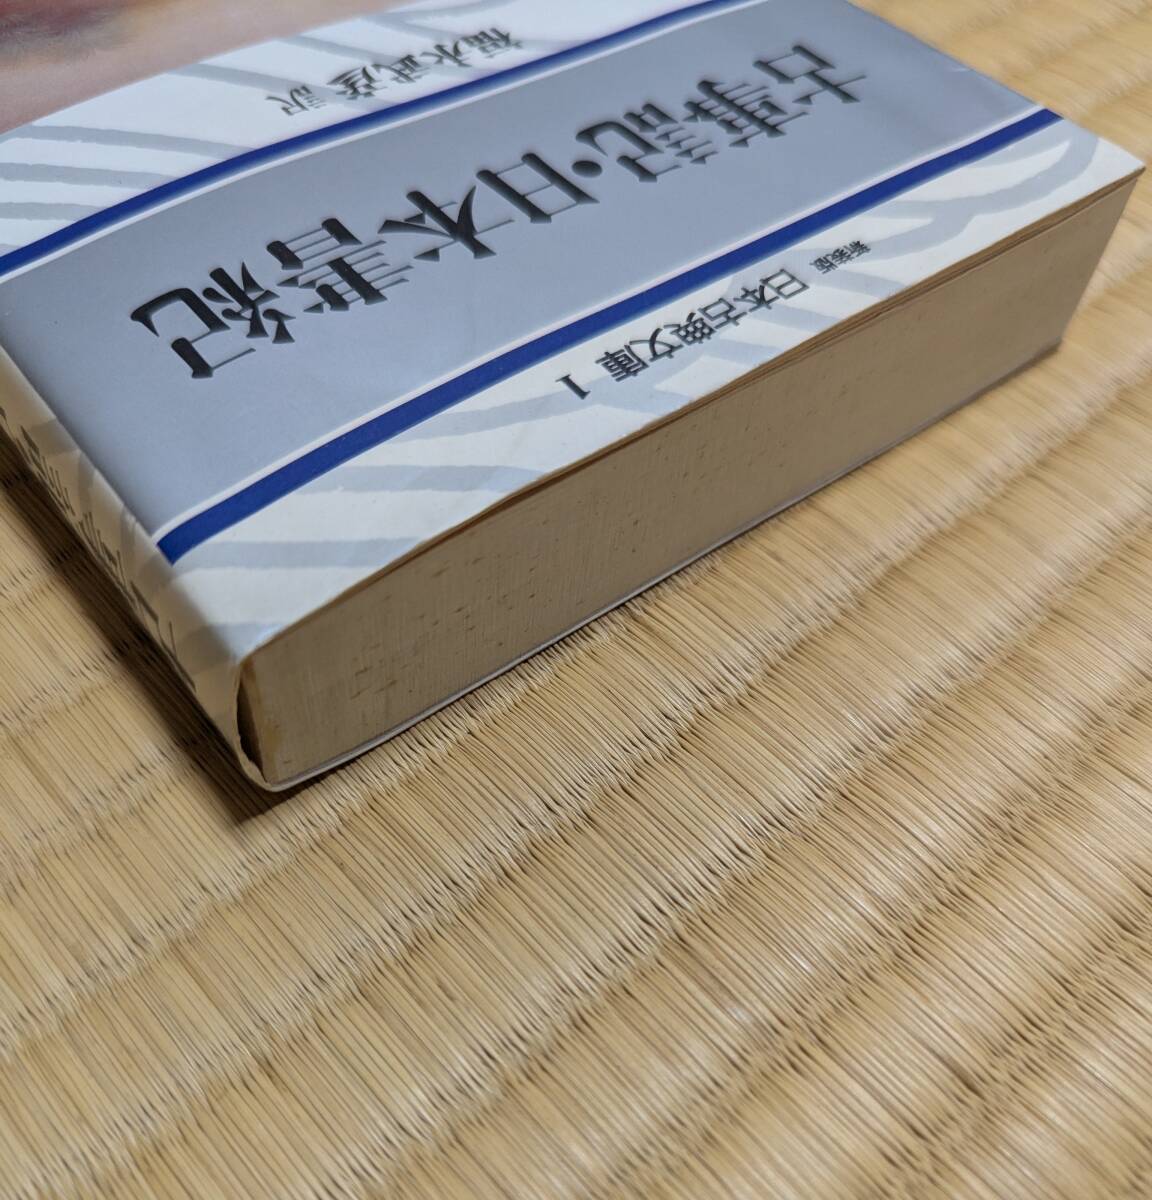 新装版 日本古典文庫 1
古事記・日本書紀
福永武彦 訳